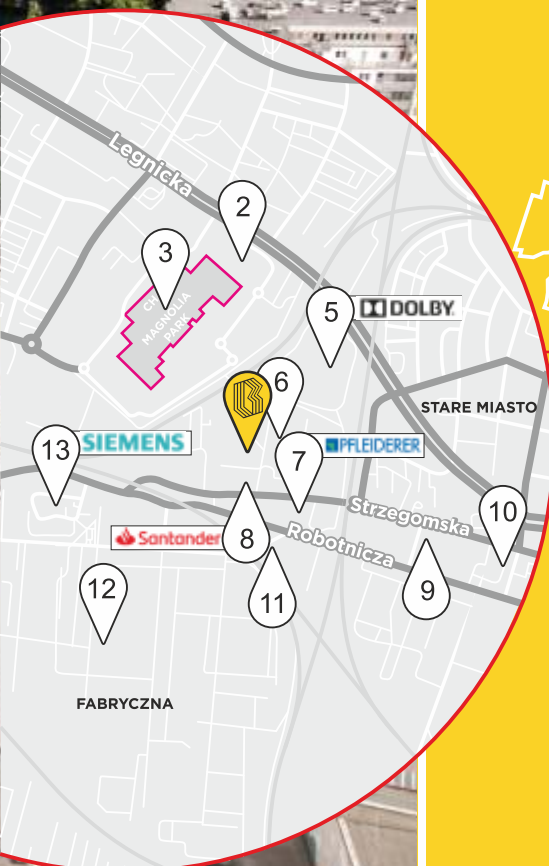 Legnicka
2
3
CH
MAGNOLIA
PARK
5
DOLBY
6
STARE MIASTO
13
SIEMENS
7
PFLEIDERER
10
Strzegomska
Santander
8
Robotnicza
12
11
9
FABRYCZNA